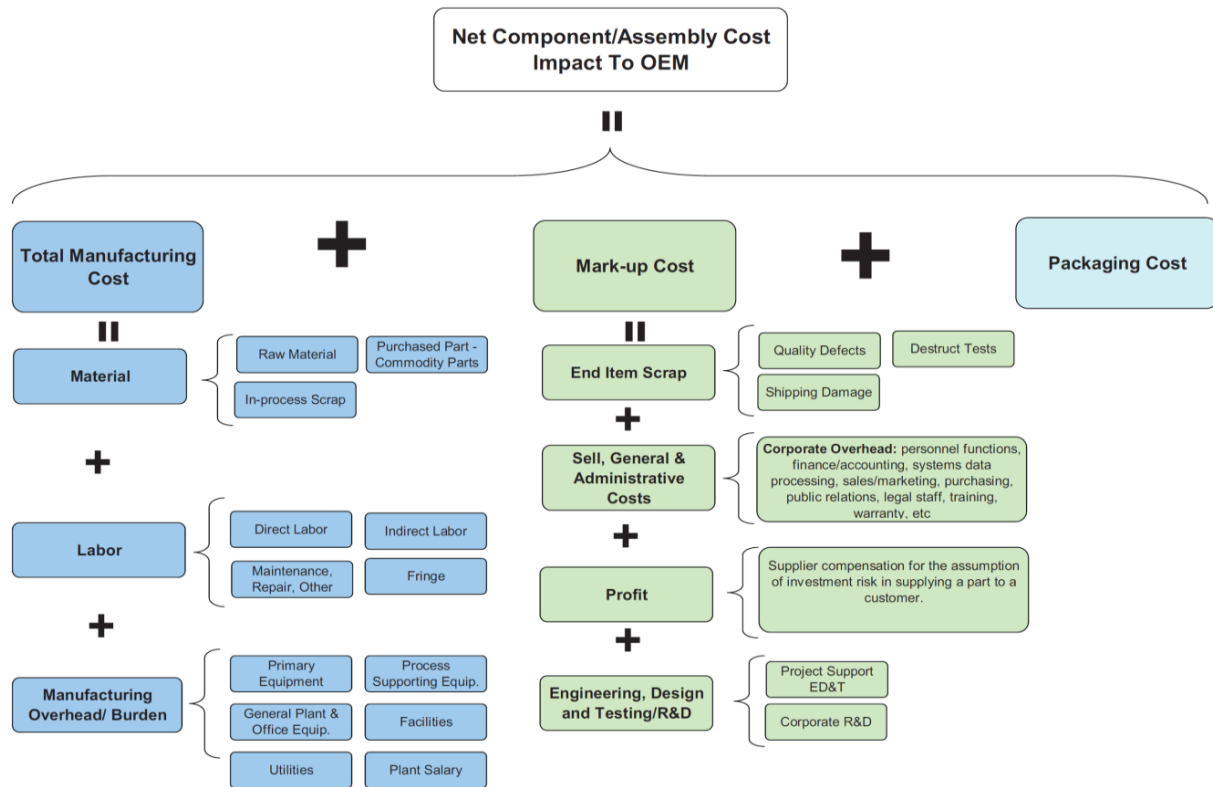 Net Component/Assembly Cost
Impact To OEM
Total Manufacturing
Cost
Mark-up Cost
Packaging Cost
Material
Raw Material
Purchased Part -
Commodity Parts
In-process Scrap
Labor
Direct Labor
Indirect Labor
Maintenance,
Repair, Other
Fringe
Manufacturing
Overhead/ Burden
Primary
Equipment
Process
Supporting Equip.
General Plant &
Office Equip.
Facilities
Utilities
Plant Salary
End Item Scrap
Quality Defects
Destruct Tests
Shipping Damage
Sell, General &
Administrative
Costs
Corporate Overhead: personnel functions,
finance/accounting, systems data
processing, sales/marketing, purchasing,
public relations, legal staff, training,
warranty, etc
Profit
Supplier compensation for the assumption
of investment risk in supplying a part to a
customer.
Engineering, Design
and Testing/R&D
Project Support
ED&T
Corporate R&D